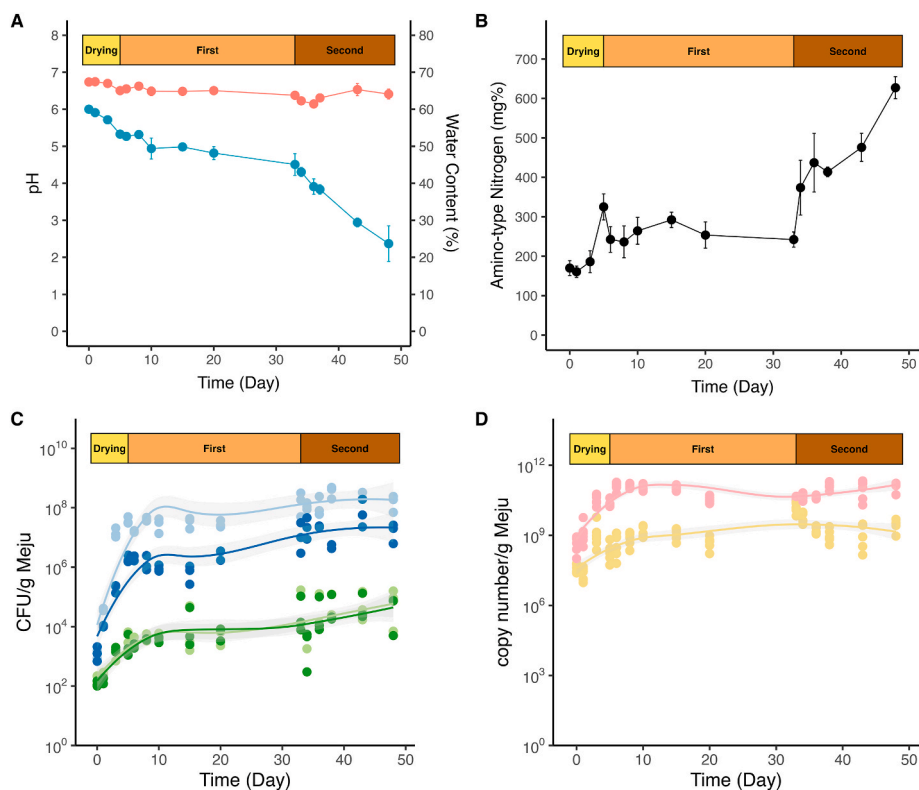 A
Drying First Second
8
7
6
5
4
3
2
1
0
pH
80
70
60
50
40
30
20
10
0
Water Content (%)
0 10 20 30 40 50
Time (Day)
B
Drying First Second
700
600
500
400
300
200
100
0
Amino-type Nitrogen (mg%)
0 10 20 30 40 50
Time (Day)
C
Drying First Second
10^10
10^8
10^6
10^4
10^2
10^0
CFU/g Meju
0 10 20 30 40 50
Time (Day)
D
Drying First Second
10^12
10^9
10^6
10^3
10^0
copy number/g Meju
0 10 20 30 40 50
Time (Day)